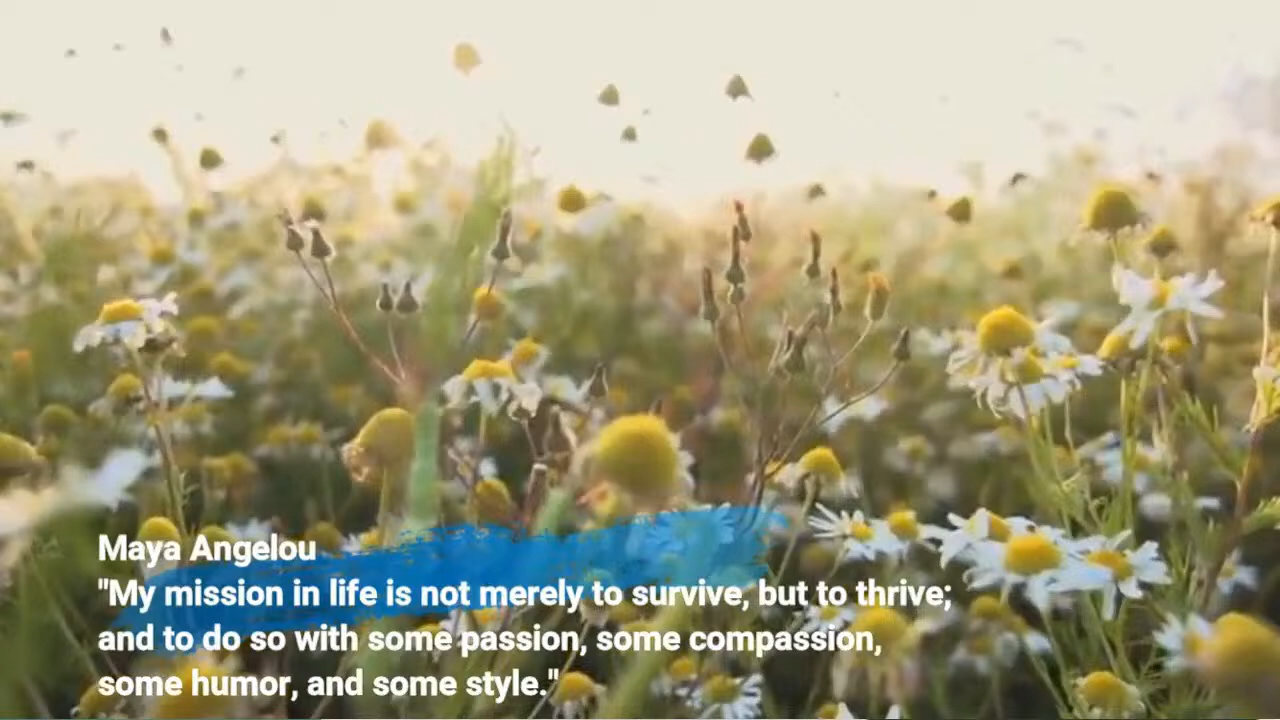 Maya Angelou
"My mission in life is not merely to survive, but to thrive;
and to do so with some passion, some compassion,
some humor, and some style."